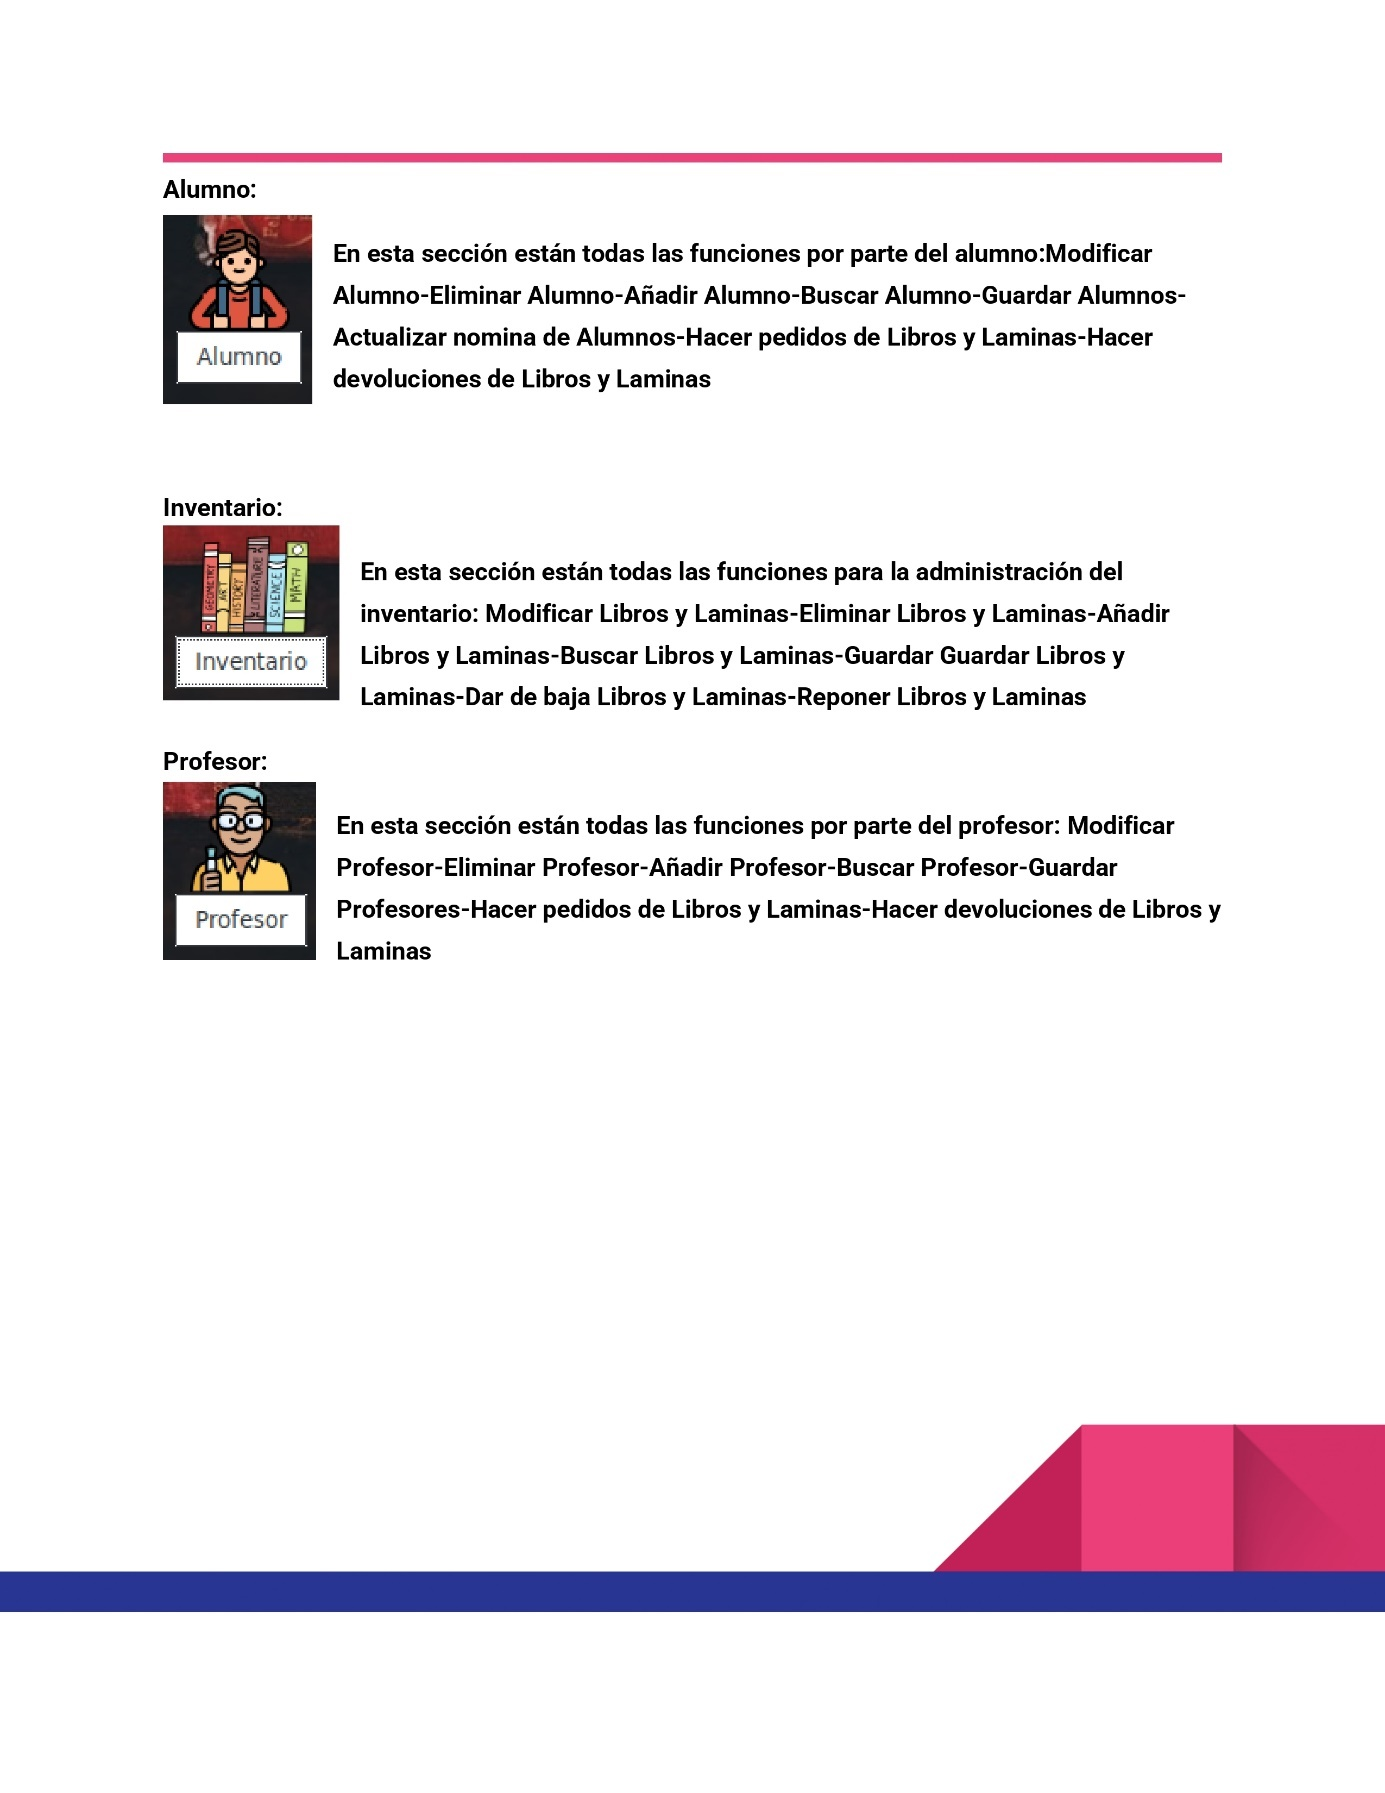 Alumno:
Alumno
En esta sección están todas las funciones por parte del alumno:Modificar
Alumno-Eliminar Alumno-Añadir Alumno-Buscar Alumno-Guardar Alumnos-
Actualizar nomina de Alumnos-Hacer pedidos de Libros y Laminas-Hacer
devoluciones de Libros y Laminas
Inventario:
GEOMETRY
ART
HISTORY
LITERATURE
SCIENCE
MATH
Inventario
En esta sección están todas las funciones para la administración del
inventario: Modificar Libros y Laminas-Eliminar Libros y Laminas-Añadir
Libros y Laminas-Buscar Libros y Laminas-Guardar Guardar Libros y
Laminas-Dar de baja Libros y Laminas-Reponer Libros y Laminas
Profesor:
Profesor
En esta sección están todas las funciones por parte del profesor: Modificar
Profesor-Eliminar Profesor-Añadir Profesor-Buscar Profesor-Guardar
Profesores-Hacer pedidos de Libros y Laminas-Hacer devoluciones de Libros y
Laminas